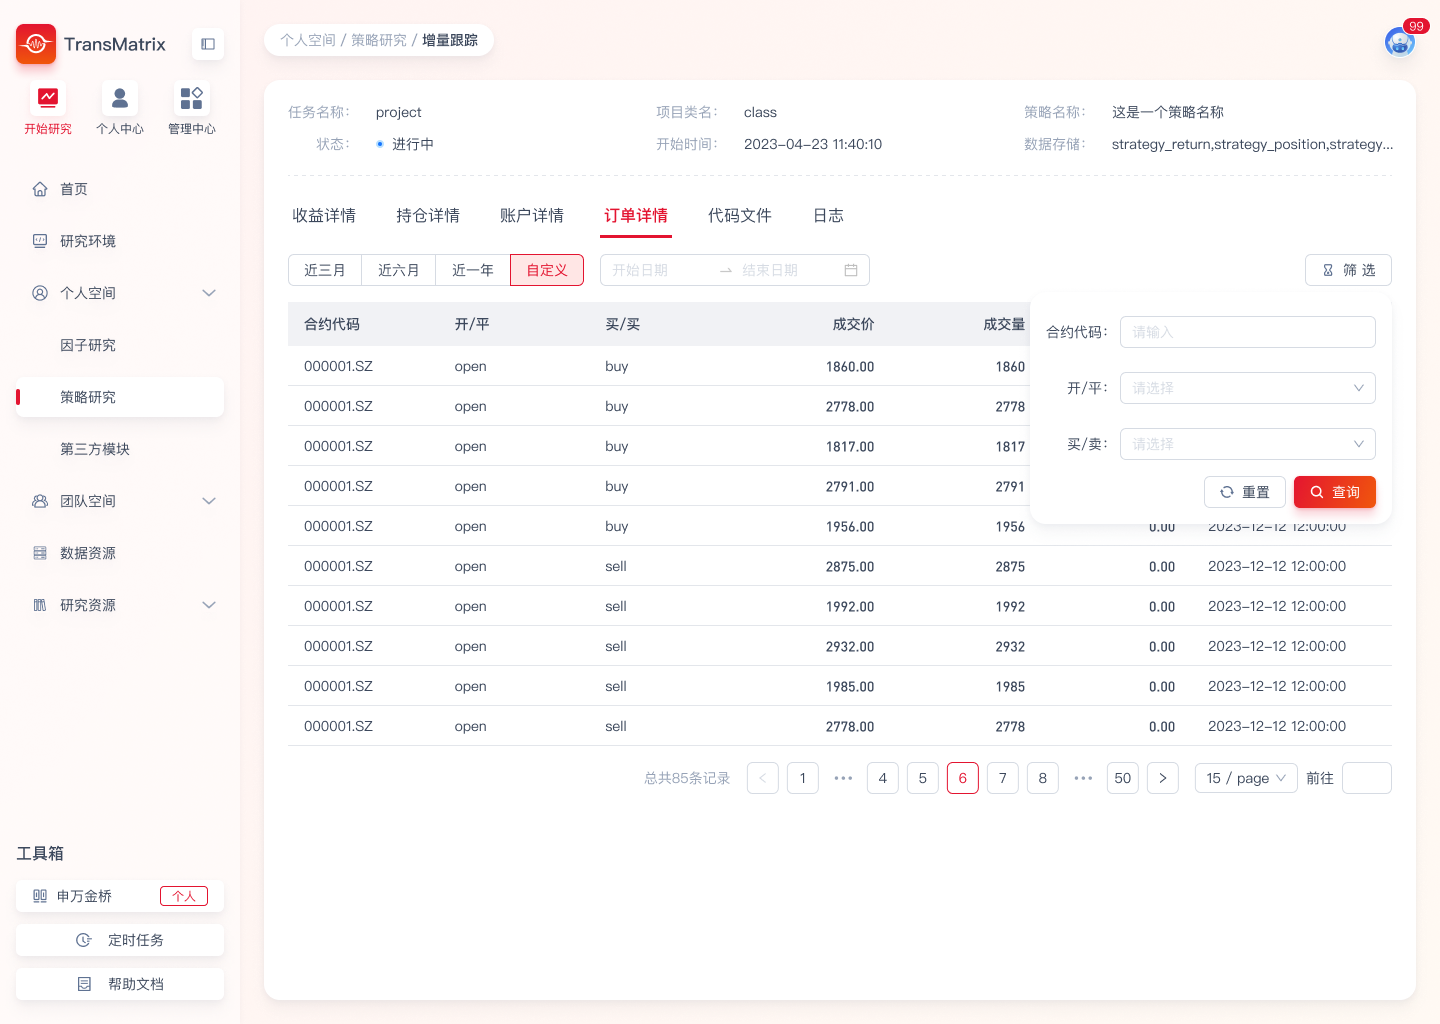 TransMatrix
开始研究
个人中心
管理中心
首页
研究环境
个人空间
因子研究
策略研究
第三方模块
团队空间
数据资源
研究资源
工具箱
申万金桥 个人
定时任务
帮助文档
个人空间 / 策略研究 / 增量跟踪
99
任务名称： project 项目类名： class 策略名称： 这是一个策略名称
状态： 进行中 开始时间： 2023-04-23 11:40:10 数据存储： strategy_return,strategy_position,strategy...
收益详情 持仓详情 账户详情 订单详情 代码文件 日志
近三月 近六月 近一年 自定义 开始日期 结束日期 筛 选
合约代码 开/平 买/买 成交价 成交量
000001.SZ open buy 1860.00 1860
000001.SZ open buy 2778.00 2778
000001.SZ open buy 1817.00 1817
000001.SZ open buy 2791.00 2791
000001.SZ open buy 1956.00 1956 0.00 2023-12-12 12:00:00
000001.SZ open sell 2875.00 2875 0.00 2023-12-12 12:00:00
000001.SZ open sell 1992.00 1992 0.00 2023-12-12 12:00:00
000001.SZ open sell 2932.00 2932 0.00 2023-12-12 12:00:00
000001.SZ open sell 1985.00 1985 0.00 2023-12-12 12:00:00
000001.SZ open sell 2778.00 2778 0.00 2023-12-12 12:00:00
合约代码： 请输入
开/平： 请选择
买/卖： 请选择
重置 查询
总共85条记录 < 1 ••• 4 5 6 7 8 ••• 50 > 15 / page 前往